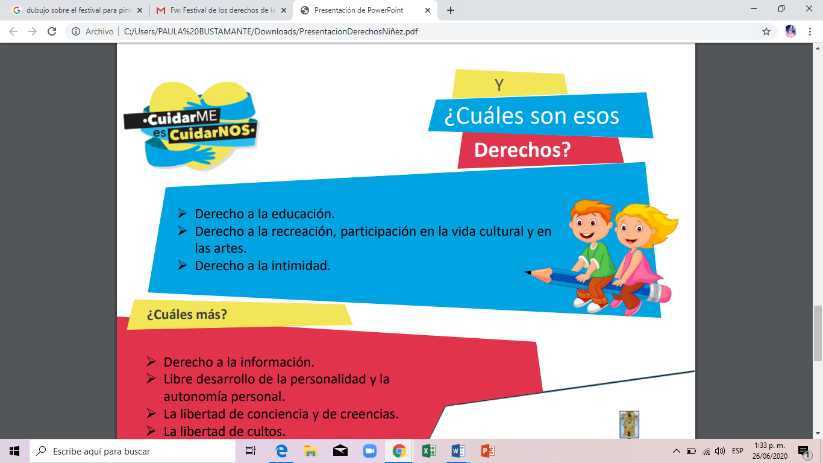 dubujo sobre el festival para pint
Fw: Festival de los derechos de la
Presentación de PowerPoint
Archivo | C:/Users/PAULA%20BUSTAMANTE/Downloads/PresentacionDerechosNiñez.pdf
·CuidarME
es CuidarNOS·
Y
¿Cuáles son esos
Derechos?
➢ Derecho a la educación.
➢ Derecho a la recreación, participación en la vida cultural y en
las artes.
➢ Derecho a la intimidad.
¿Cuáles más?
➢ Derecho a la información.
➢ Libre desarrollo de la personalidad y la
autonomía personal.
➢ La libertad de conciencia y de creencias.
➢ La libertad de cultos.
Escribe aquí para buscar
ESP
1:33 p. m.
26/06/2020